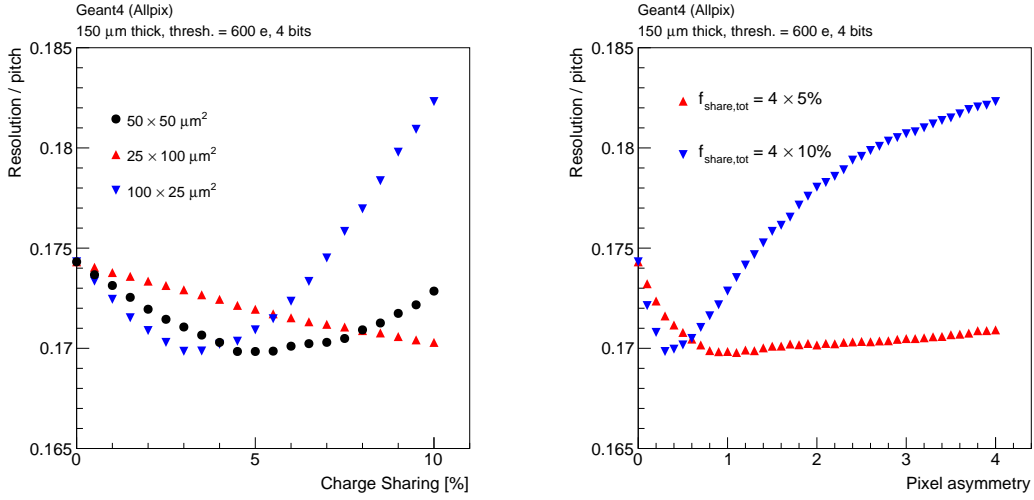 Geant4 (Allpix)
150 μm thick, thresh. = 600 e, 4 bits
Resolution / pitch
0.185
0.18
0.175
0.17
0.165
50 × 50 μm²
25 × 100 μm²
100 × 25 μm²
0
5
10
Charge Sharing [%]
Geant4 (Allpix)
150 μm thick, thresh. = 600 e, 4 bits
Resolution / pitch
0.185
0.18
0.175
0.17
0.165
f_share,tot = 4 × 5%
f_share,tot = 4 × 10%
0
1
2
3
4
Pixel asymmetry